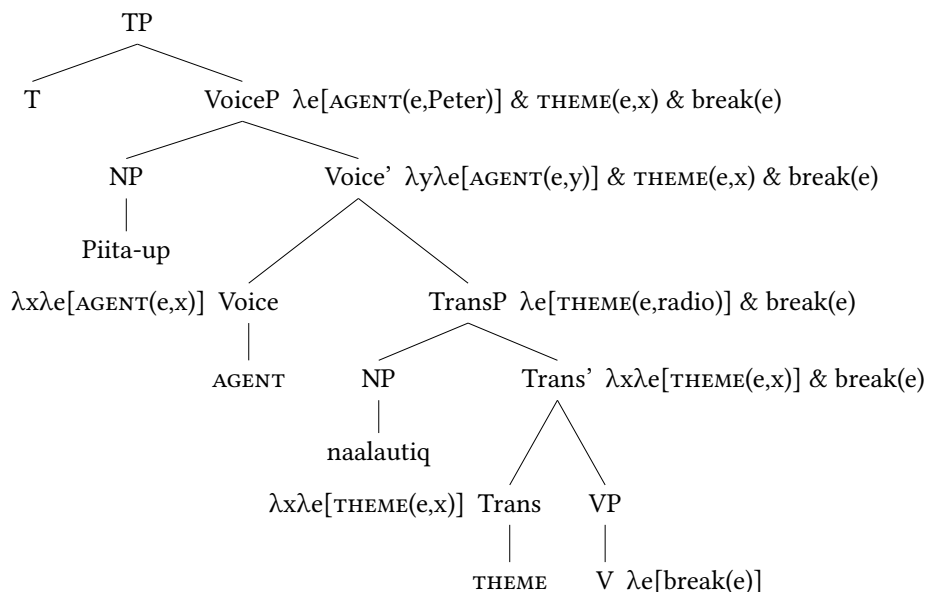 TP
T VoiceP λe[AGENT(e,Peter)] & THEME(e,x) & break(e)
NP Voice’ λyλe[AGENT(e,y)] & THEME(e,x) & break(e)
Piita-up
λxλe[AGENT(e,x)] Voice TransP λe[THEME(e,radio)] & break(e)
AGENT NP Trans’ λxλe[THEME(e,x)] & break(e)
naalautiq
λxλe[THEME(e,x)] Trans VP
THEME V λe[break(e)]